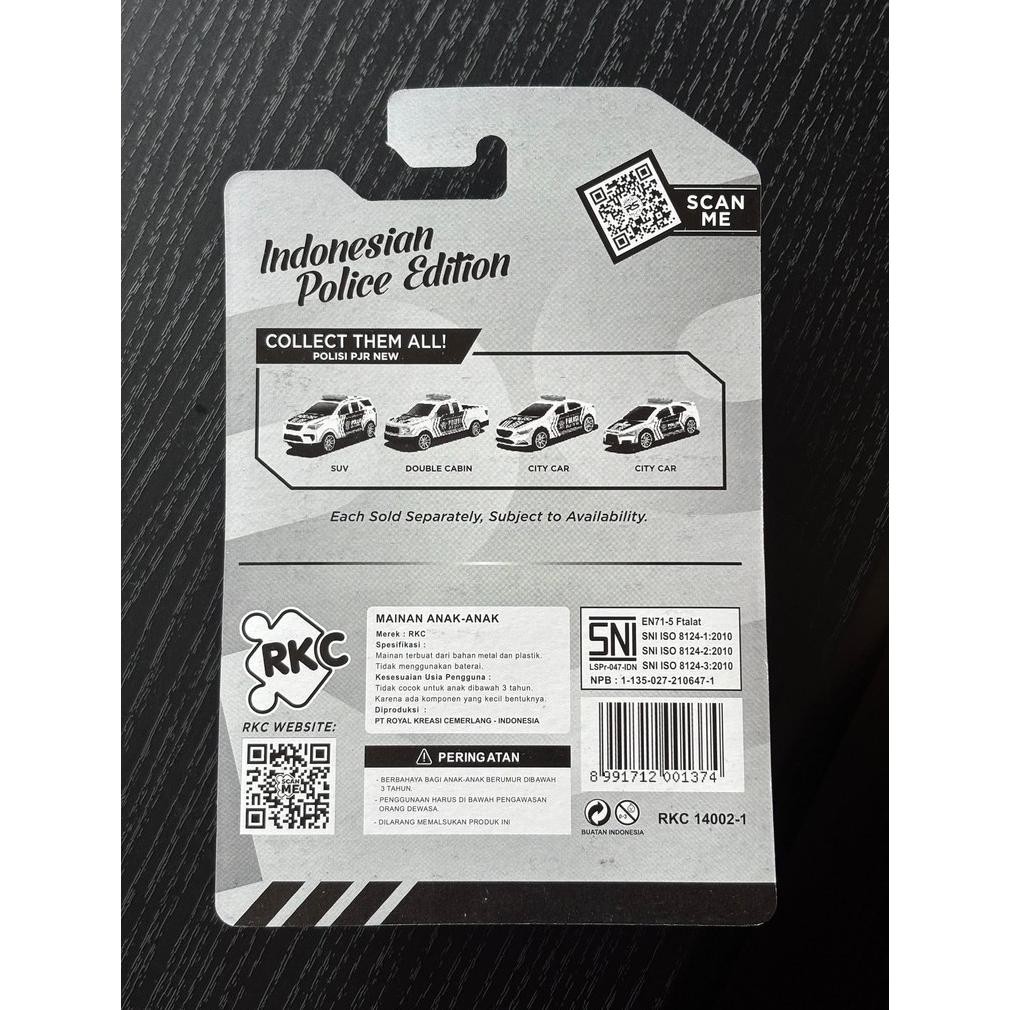 SCAN
ME
Indonesian
Police Edition
COLLECT THEM ALL!
POLISI PJR NEW
SUV
DOUBLE CABIN
CITY CAR
CITY CAR
Each Sold Separately, Subject to Availability.
RKC
RKC WEBSITE:
SCAN
ME
MAINAN ANAK-ANAK
Merek : RKC
Spesifikasi :
Mainan terbuat dari bahan metal dan plastik.
Tidak menggunakan baterai.
Kesesuaian Usia Pengguna :
Tidak cocok untuk anak dibawah 3 tahun.
Karena ada komponen yang kecil bentuknya.
Diproduksi :
PT ROYAL KREASI CEMERLANG - INDONESIA
PERINGATAN
- BERBAHAYA BAGI ANAK-ANAK BERUMUR DIBAWAH
3 TAHUN.
- PENGGUNAAN HARUS DI BAWAH PENGAWASAN
ORANG DEWASA.
- DILARANG MEMALSUKAN PRODUK INI
SNI
LSPr-047-IDN
EN71-5 Ftalat
SNI ISO 8124-1:2010
SNI ISO 8124-2:2010
SNI ISO 8124-3:2010
NPB : 1-135-027-210647-1
8 991712 001374
0-3
BUATAN INDONESIA
RKC 14002-1